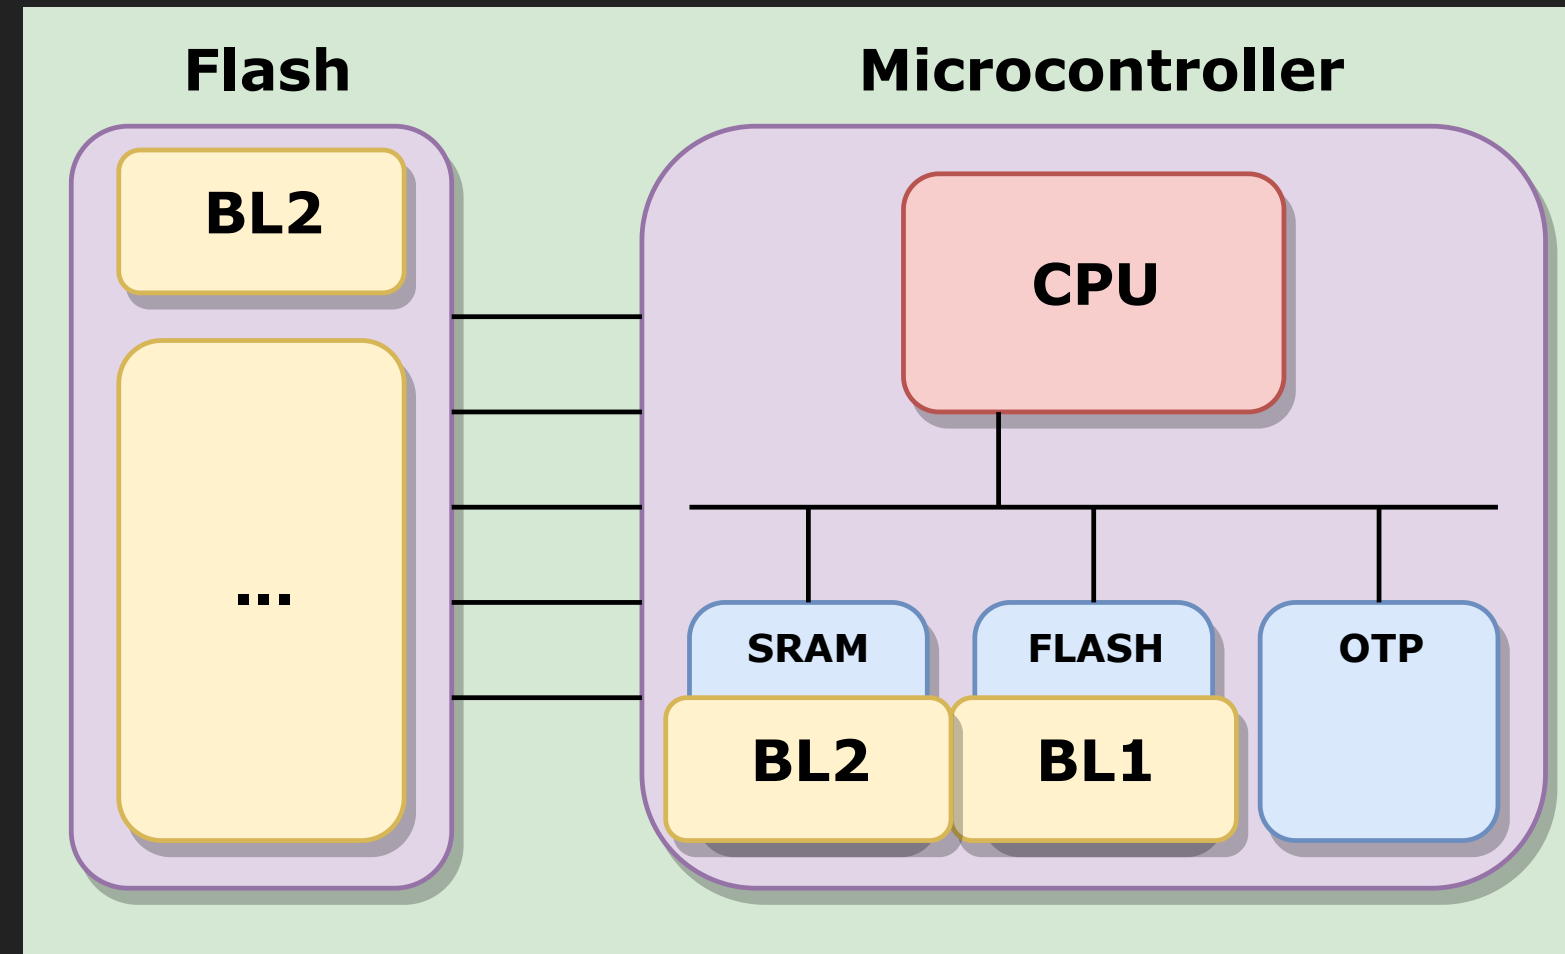 Flash
Microcontroller
BL2
CPU
...
SRAM
FLASH
OTP
BL2
BL1